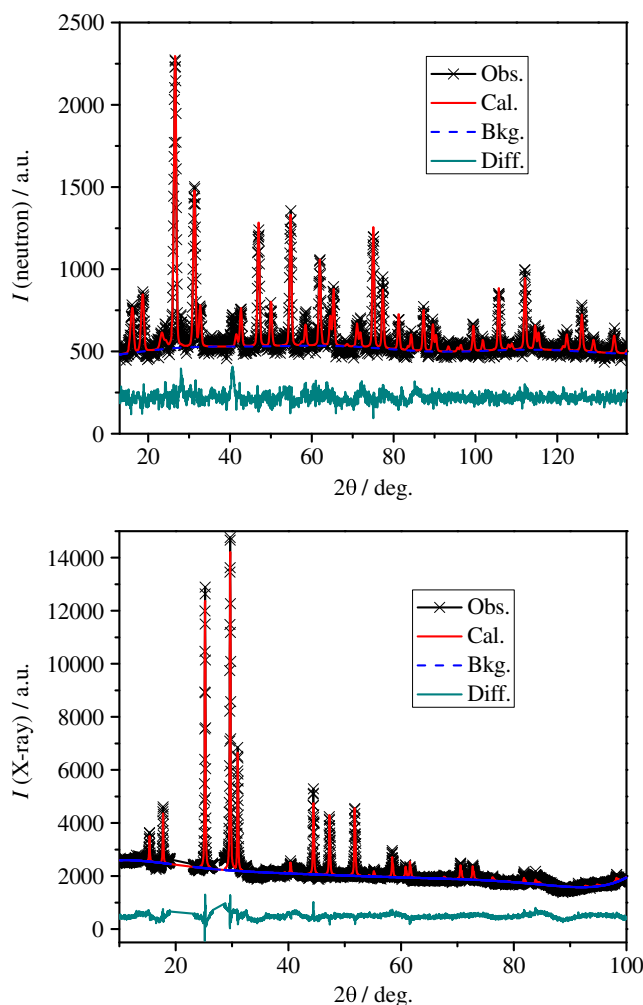 2500
2000
1500
1000
500
0
I (neutron) / a.u.
Obs.
Cal.
Bkg.
Diff.
20 40 60 80 100 120
2θ / deg.
14000
12000
10000
8000
6000
4000
2000
0
I (X-ray) / a.u.
Obs.
Cal.
Bkg.
Diff.
20 40 60 80 100
2θ / deg.